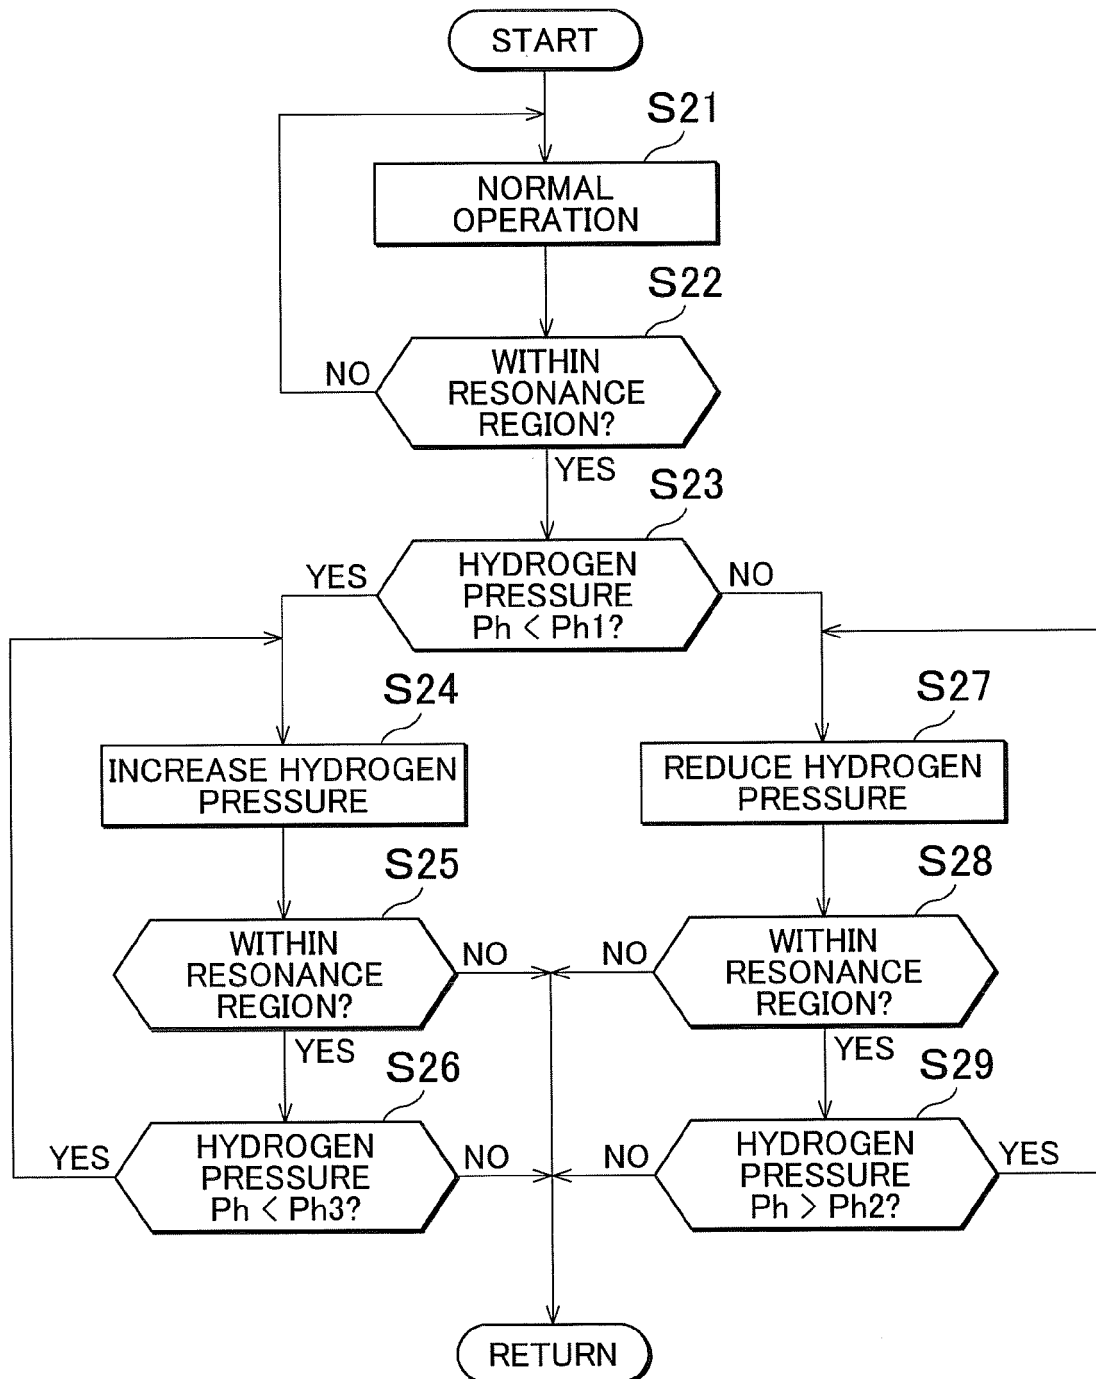 START
S21
NORMAL
OPERATION
S22
WITHIN
RESONANCE
REGION?
NO
YES
S23
HYDROGEN
PRESSURE
Ph < Ph1?
YES
NO
S24
INCREASE HYDROGEN
PRESSURE
S27
REDUCE HYDROGEN
PRESSURE
S25
WITHIN
RESONANCE
REGION?
NO
YES
S28
WITHIN
RESONANCE
REGION?
NO
YES
S26
HYDROGEN
PRESSURE
Ph < Ph3?
YES
NO
S29
HYDROGEN
PRESSURE
Ph > Ph2?
NO
YES
RETURN